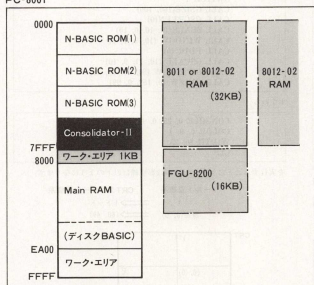 PC-8001
0000
N-BASIC ROM(1)
N-BASIC ROM(2)
N-BASIC ROM(3)
Consolidator-II
7FFF
8000
ワーク・エリア 1KB
Main RAM
(ディスクBASIC)
EA00
ワーク・エリア
FFFF
8011 or 8012-02
RAM
(32KB)
FGU-8200
(16KB)
8012-02
RAM